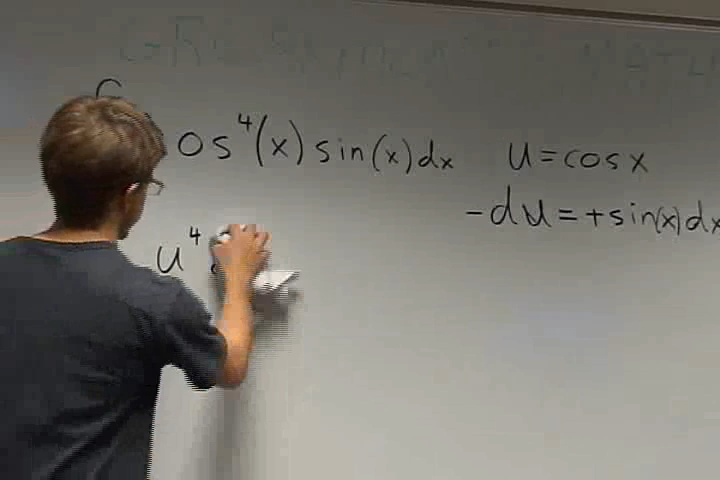 os⁴(x) sin(x)dx
u = cos x
-du = +sin(x)dx
u⁴